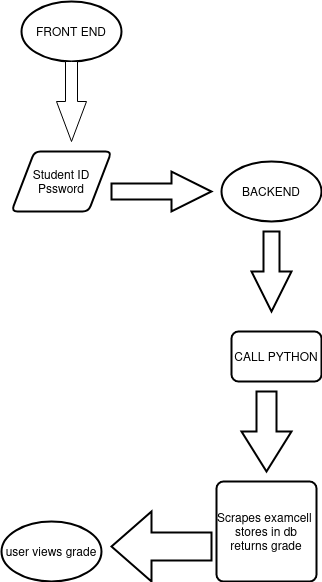 FRONT END
Student ID
Pssword
BACKEND
CALL PYTHON
Scrapes examcell
stores in db
returns grade
user views grade